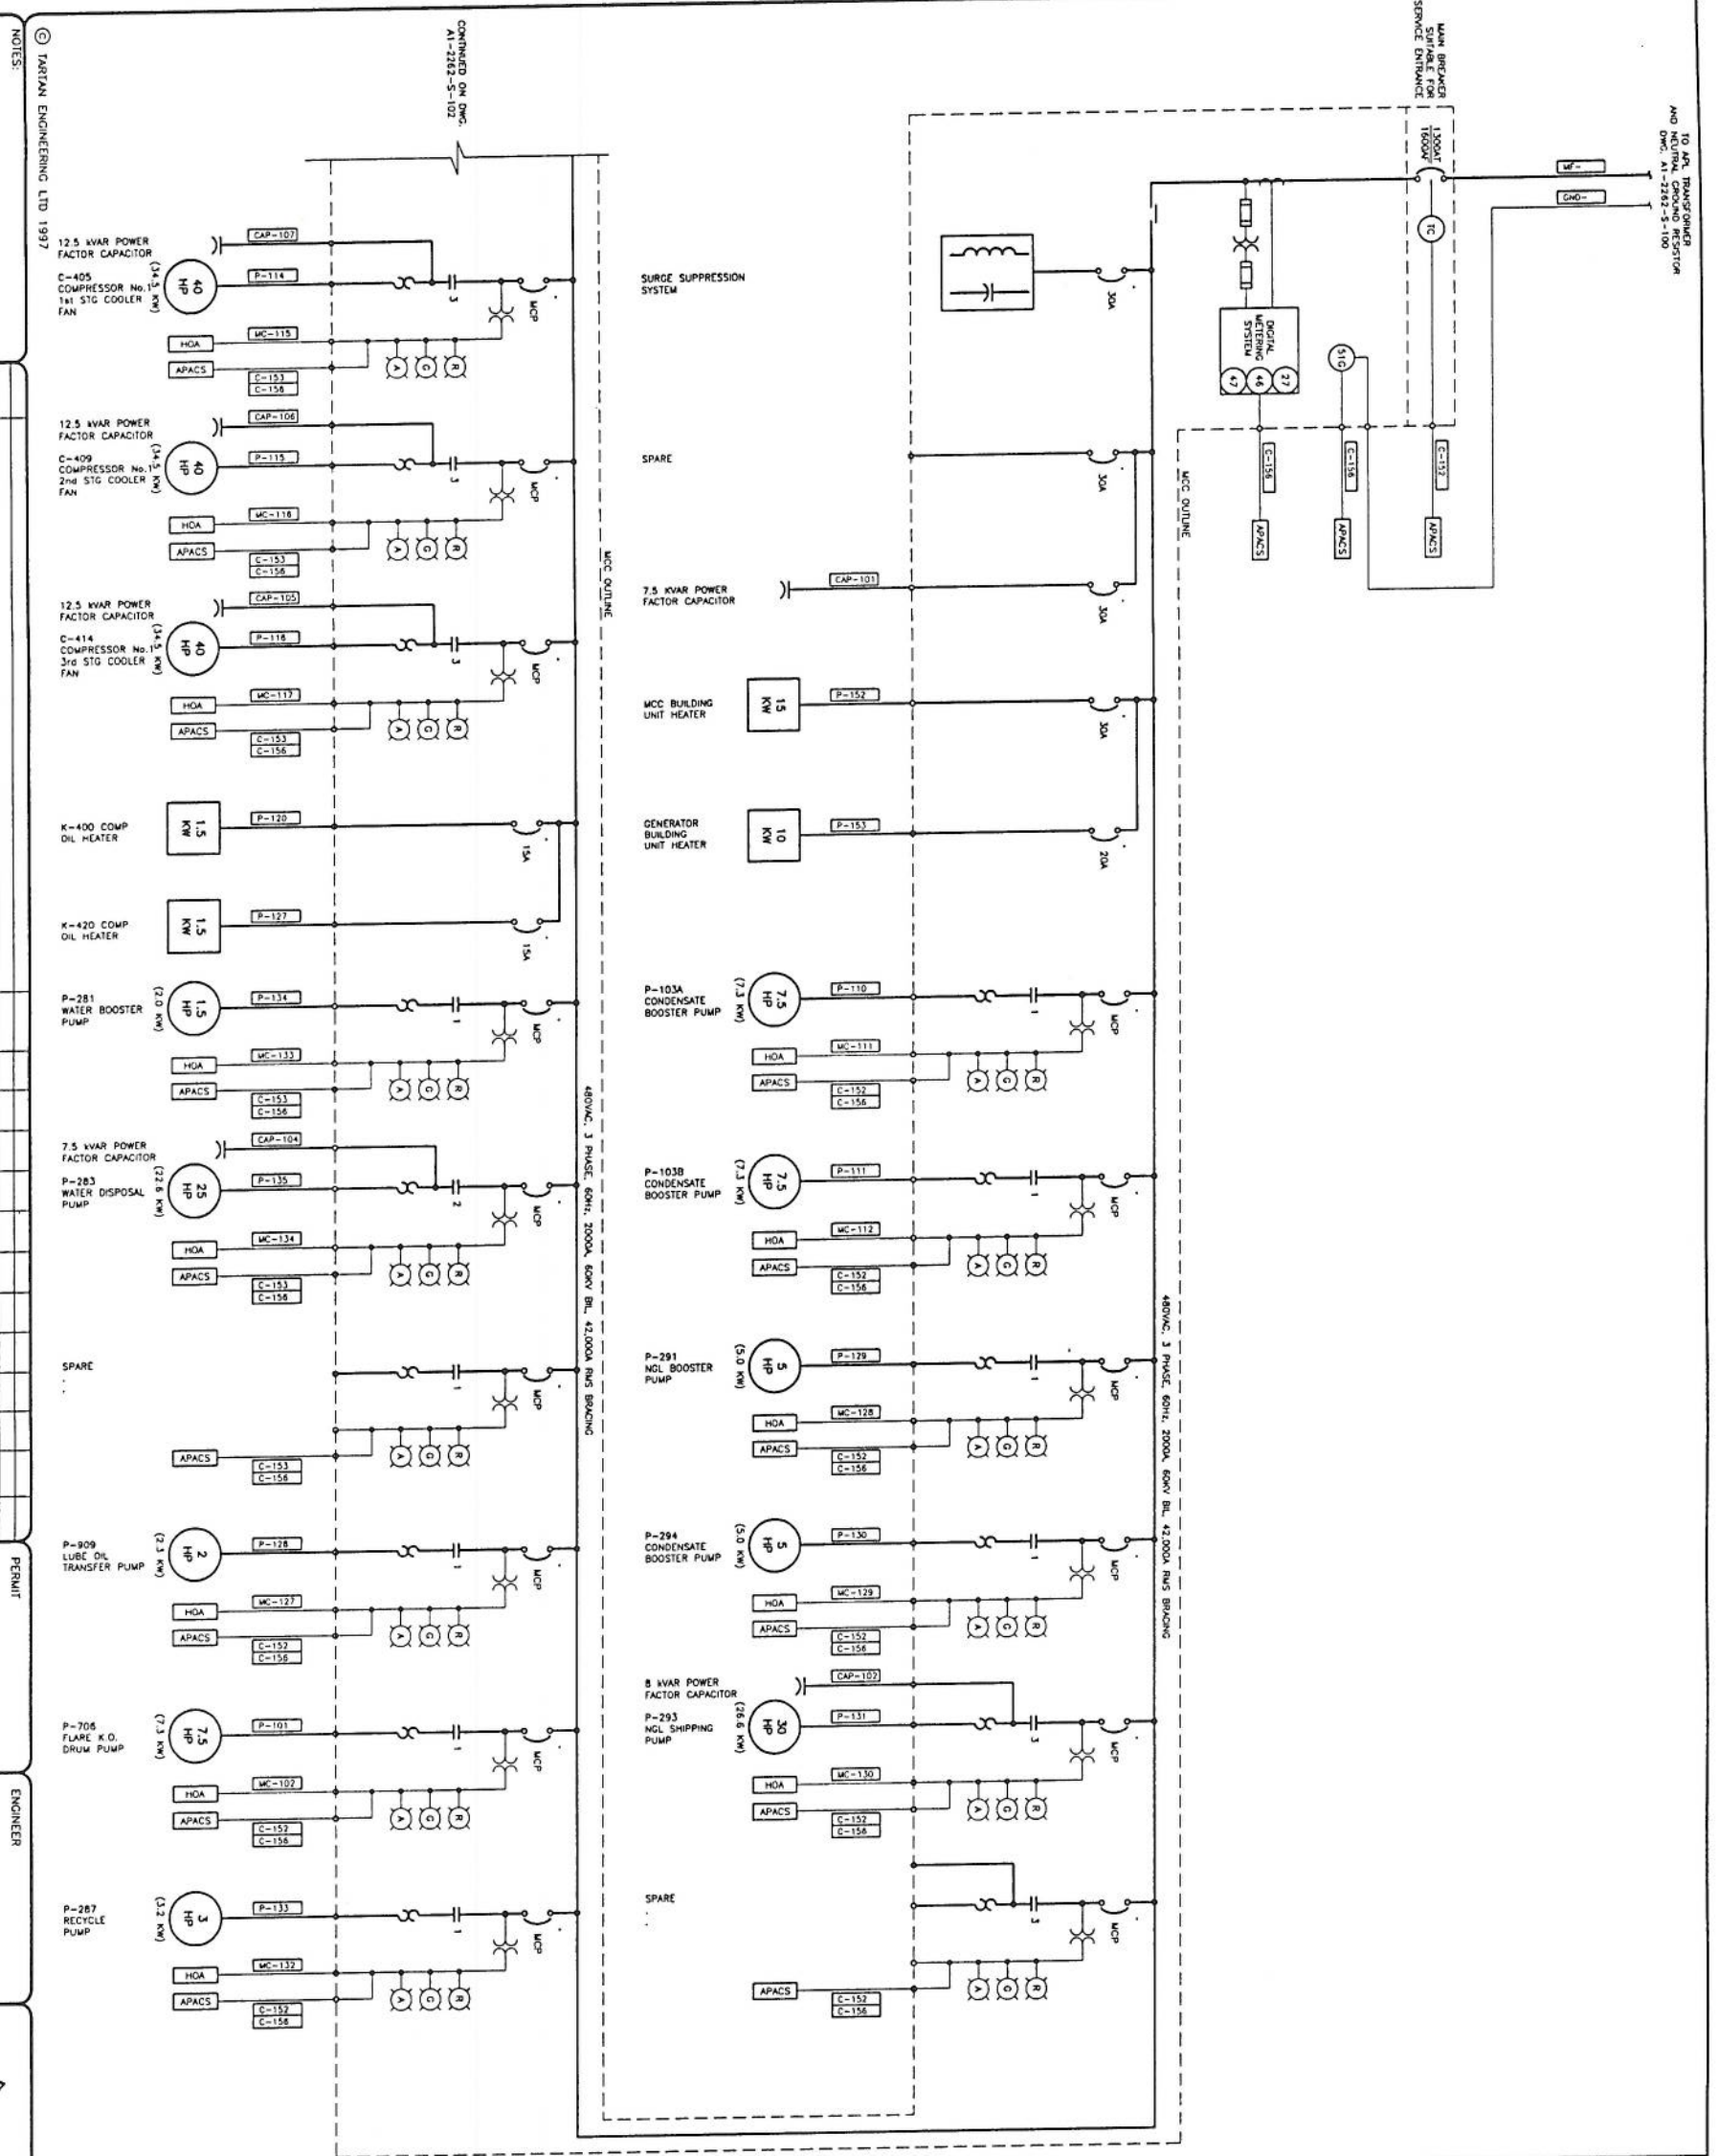 TO APL TRANSFORMER
AND NEUTRAL GROUND RESISTOR
DWG. A1-2262-S-100
MAIN BREAKER
SUITABLE FOR
SERVICE ENTRANCE
1300AT
1600AF
TC
GND-
C-152
APACS
51G
C-156
APACS
DIGITAL
METERING
SYSTEM
27
46
47
C-156
APACS
MCC OUTLINE
480VAC, 3 PHASE, 60Hz, 2000A, 60KV BIL, 42,000A RMS BRACING
SURGE SUPPRESSION
SYSTEM
30A
SPARE
30A
7.5 KVAR POWER
FACTOR CAPACITOR
CAP-101
30A
MCC BUILDING
UNIT HEATER
15
KW
P-152
30A
GENERATOR
BUILDING
UNIT HEATER
10
KW
P-153
20A
P-103A
CONDENSATE
BOOSTER PUMP
7.5
HP
(7.3 KW)
P-110
1
MCP
HOA
MC-111
APACS
C-152
C-156
A
G
R
P-103B
CONDENSATE
BOOSTER PUMP
7.5
HP
(7.3 KW)
P-111
1
MCP
HOA
MC-112
APACS
C-152
C-156
A
G
R
P-291
NGL BOOSTER
PUMP
5
HP
(5.0 KW)
P-129
1
MCP
HOA
MC-128
APACS
C-152
C-156
A
G
R
P-294
CONDENSATE
BOOSTER PUMP
5
HP
(5.0 KW)
P-130
1
MCP
HOA
MC-129
APACS
C-152
C-156
A
G
R
8 kVAR POWER
FACTOR CAPACITOR
CAP-102
P-293
NGL SHIPPING
PUMP
30
HP
(26.6 KW)
P-131
3
MCP
HOA
MC-130
APACS
C-152
C-156
A
G
R
SPARE
3
MCP
APACS
C-152
C-156
A
G
R
CONTINUED ON DWG.
A1-2262-S-102
MCC OUTLINE
480VAC, 3 PHASE, 60Hz, 2000A, 60KV BIL, 42,000A RMS BRACING
12.5 kVAR POWER
FACTOR CAPACITOR
CAP-107
C-405
COMPRESSOR No.1
1st STG COOLER
FAN
40
HP
(34.5 KW)
P-114
3
MCP
HOA
MC-115
APACS
C-153
C-156
A
G
R
12.5 kVAR POWER
FACTOR CAPACITOR
CAP-106
C-409
COMPRESSOR No.1
2nd STG COOLER
FAN
40
HP
(34.5 KW)
P-115
3
MCP
HOA
MC-116
APACS
C-153
C-156
A
G
R
12.5 kVAR POWER
FACTOR CAPACITOR
CAP-105
C-414
COMPRESSOR No.1
3rd STG COOLER
FAN
40
HP
(34.5 KW)
P-116
3
MCP
HOA
MC-117
APACS
C-153
C-156
A
G
R
K-400 COMP
OIL HEATER
1.5
KW
P-120
15A
K-420 COMP
OIL HEATER
1.5
KW
P-127
15A
P-281
WATER BOOSTER
PUMP
1.5
HP
(2.0 KW)
P-134
1
MCP
HOA
MC-133
APACS
C-153
C-156
A
G
R
7.5 kVAR POWER
FACTOR CAPACITOR
CAP-104
P-283
WATER DISPOSAL
PUMP
25
HP
(22.6 KW)
P-135
2
MCP
HOA
MC-134
APACS
C-153
C-156
A
G
R
SPARE
1
MCP
APACS
C-153
C-156
A
G
R
P-909
LUBE OIL
TRANSFER PUMP
2
HP
(2.3 KW)
P-128
1
MCP
HOA
MC-127
APACS
C-152
C-156
A
G
R
P-706
FLARE K.O.
DRUM PUMP
7.5
HP
(7.3 KW)
P-101
1
MCP
HOA
MC-102
APACS
C-152
C-156
A
G
R
P-287
RECYCLE
PUMP
3
HP
(3.2 KW)
P-133
1
MCP
HOA
MC-132
APACS
C-152
C-156
A
G
R
© TARTAN ENGINEERING LTD 1997
NOTES:
PERMIT
ENGINEER